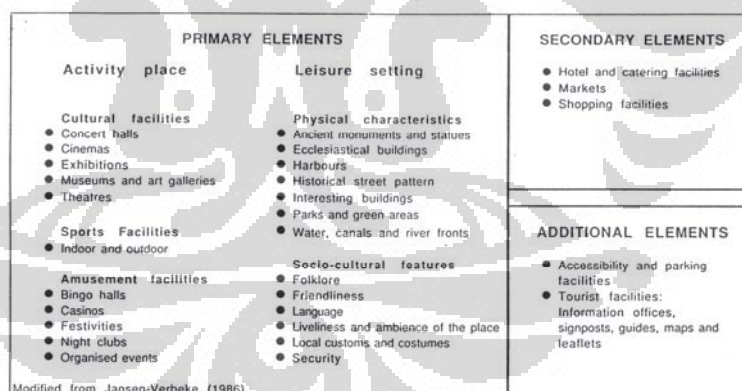 PRIMARY ELEMENTS
Activity place
Cultural facilities
Concert halls
Cinemas
Exhibitions
Museums and art galleries
Theatres
Sports Facilities
Indoor and outdoor
Amusement facilities
Bingo halls
Casinos
Festivities
Night clubs
Organised events
Leisure setting
Physical characteristics
Ancient monuments and statues
Ecclesiastical buildings
Harbours
Historical street pattern
Interesting buildings
Parks and green areas
Water, canals and river fronts
Socio-cultural features
Folklore
Friendliness
Language
Liveliness and ambience of the place
Local customs and costumes
Security
SECONDARY ELEMENTS
Hotel and catering facilities
Markets
Shopping facilities
ADDITIONAL ELEMENTS
Accessibility and parking
facilities
Tourist facilities:
Information offices,
signposts, guides, maps and
leaflets
Modified from Jansen-Verbeke (1986)